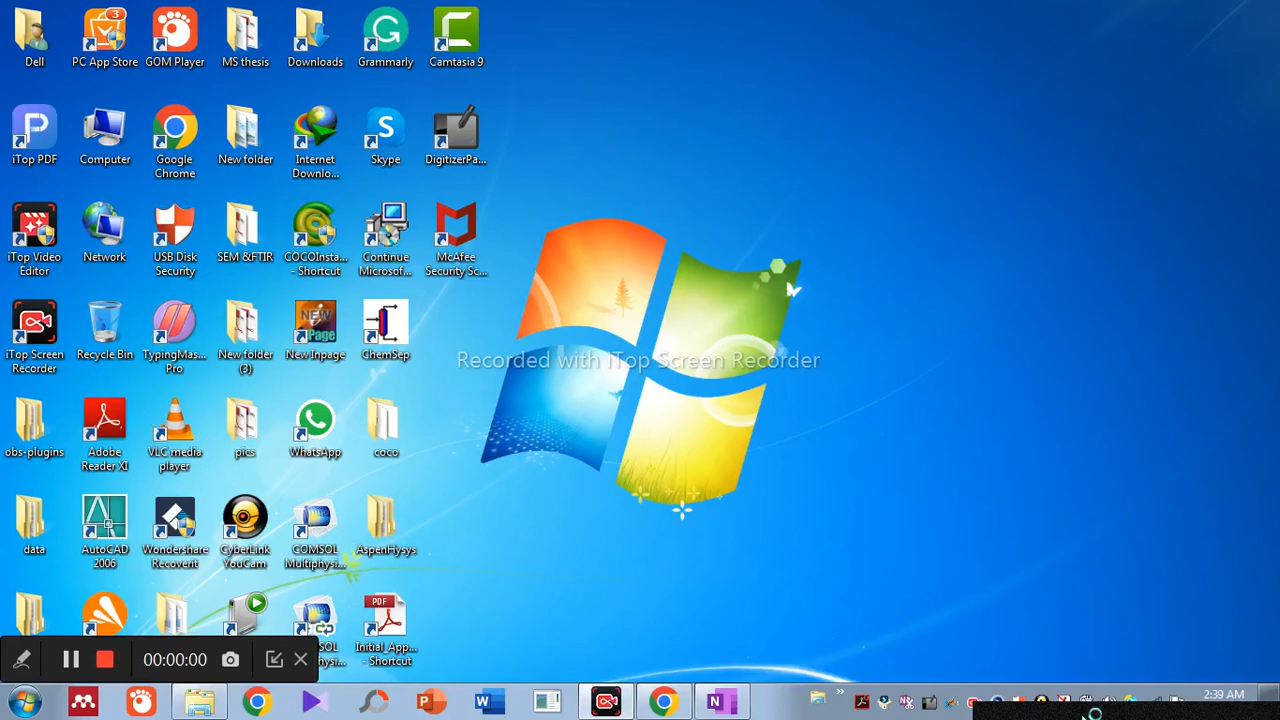 Dell
PC App Store
GOM Player
MS thesis
Downloads
Grammarly
Camtasia 9
iTop PDF
Computer
Google
Chrome
New folder
Internet
Downlo...
Skype
DigitizerPa...
iTop Video
Editor
Network
USB Disk
Security
SEM &FTIR
COCOInsta...
- Shortcut
Continue
Microsof...
McAfee
Security Sc...
iTop Screen
Recorder
Recycle Bin
TypingMas...
Pro
New folder
(3)
NEW
Page
New Inpage
ChemSep
Recorded with iTop Screen Recorder
obs-plugins
Adobe
Reader XI
VLC media
player
pics
WhatsApp
coco
data
AutoCAD
2006
Wondershare
Recoverit
CyberLink
YouCam
COMSOL
Multiphysi...
AspenHysys
PDF
Initial_App...
- Shortcut
00:00:00
2:39 AM